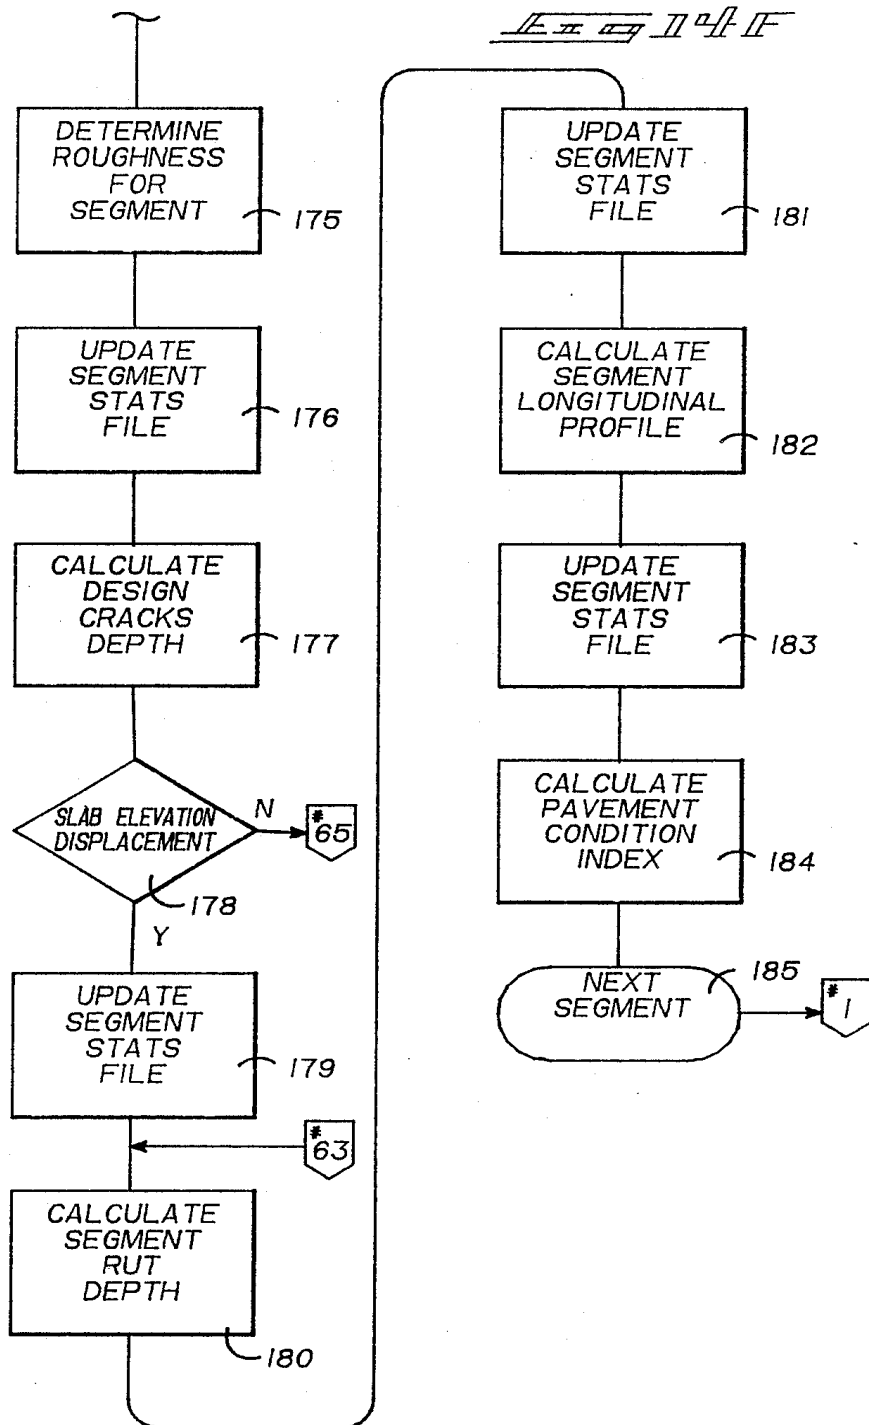 Fig 14F
DETERMINE
ROUGHNESS
FOR
SEGMENT
175
UPDATE
SEGMENT
STATS
FILE
176
CALCULATE
DESIGN
CRACKS
DEPTH
177
SLAB ELEVATION
DISPLACEMENT
N
#
65
178
Y
UPDATE
SEGMENT
STATS
FILE
179
#
63
CALCULATE
SEGMENT
RUT
DEPTH
180
UPDATE
SEGMENT
STATS
FILE
181
CALCULATE
SEGMENT
LONGITUDINAL
PROFILE
182
UPDATE
SEGMENT
STATS
FILE
183
CALCULATE
PAVEMENT
CONDITION
INDEX
184
NEXT
SEGMENT
185
#
1